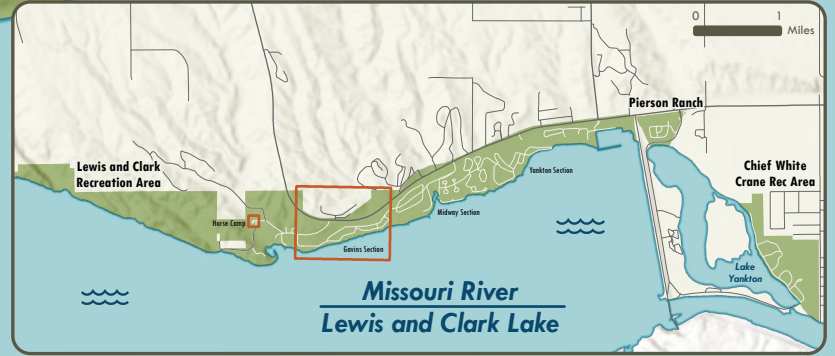 0 1
Miles
Pierson Ranch
Lewis and Clark
Recreation Area
Chief White
Crane Rec Area
Yankton Section
Horse Camp
Midway Section
Gavins Section
Lake
Yankton
Missouri River
Lewis and Clark Lake